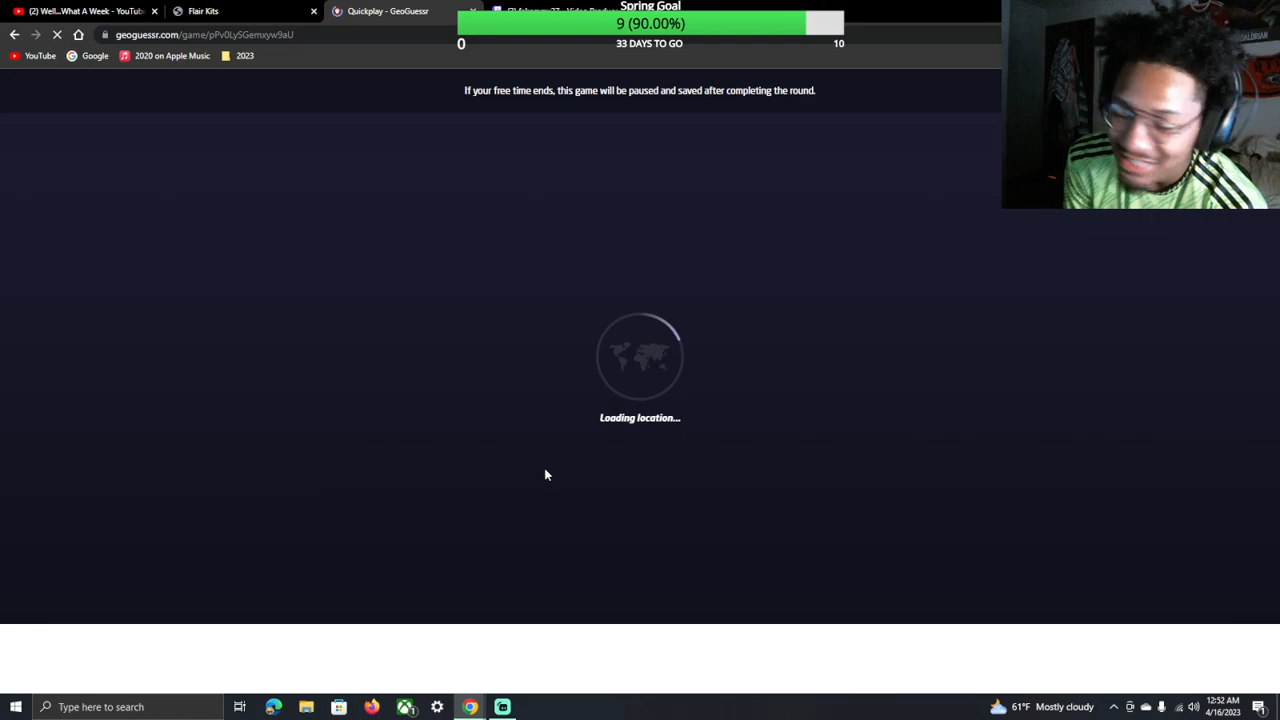 Spring Goal
(2) Well...What A Week - YouTube
Flair Kits
Quickplay - GeoGuessr
9 (90.00%)
0
33 DAYS TO GO
10
geoguessr.com/game/pPv0LySGemxyw9aU
YouTube
Google
2020 on Apple Music
2023
If your free time ends, this game will be paused and saved after completing the round.
Loading location...
Type here to search
61°F Mostly cloudy
12:52 AM
4/16/2023